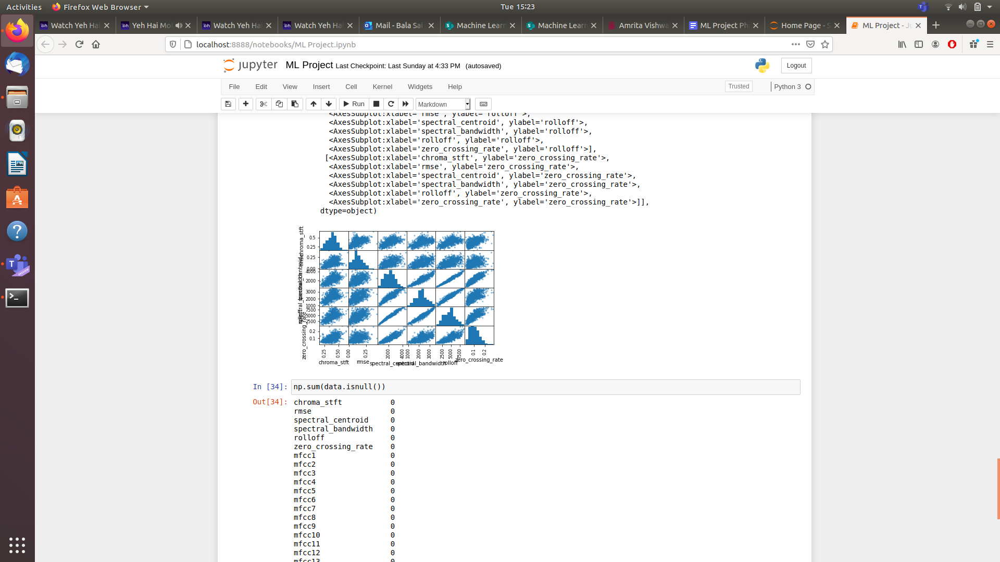 Activities
Firefox Web Browser
Tue 15:23
Watch Yeh Hai
Yeh Hai Moh
Watch Yeh Hai
Watch Yeh Hai
Mail - Bala Sai
Machine Learn
Machine Learn
Amrita Vishwa
ML Project Ph
Home Page - S
ML Project - Ju
localhost:8888/notebooks/ML Project.ipynb
jupyter ML Project Last Checkpoint: Last Sunday at 4:33 PM (autosaved)
Logout
File Edit View Insert Cell Kernel Widgets Help
Trusted
Python 3
Run
Markdown
<AxesSubplot:xlabel='rmse', ylabel='rolloff'>,
<AxesSubplot:xlabel='spectral_centroid', ylabel='rolloff'>,
<AxesSubplot:xlabel='spectral_bandwidth', ylabel='rolloff'>,
<AxesSubplot:xlabel='rolloff', ylabel='rolloff'>,
<AxesSubplot:xlabel='zero_crossing_rate', ylabel='rolloff'>],
[<AxesSubplot:xlabel='chroma_stft', ylabel='zero_crossing_rate'>,
<AxesSubplot:xlabel='rmse', ylabel='zero_crossing_rate'>,
<AxesSubplot:xlabel='spectral_centroid', ylabel='zero_crossing_rate'>,
<AxesSubplot:xlabel='spectral_bandwidth', ylabel='zero_crossing_rate'>,
<AxesSubplot:xlabel='rolloff', ylabel='zero_crossing_rate'>,
<AxesSubplot:xlabel='zero_crossing_rate', ylabel='zero_crossing_rate'>]],
dtype=object)
chroma_stft
0.5
0.25
0.25
0.00
4000
2000
3000
2000
1000
7500
5000
2500
zero_crossing_rate
0.2
0.1
0.25 0.50 0.00 0.25 2000 4000 1000 2000 3000 2500 5000 7500 0.1 0.2
chroma_stft rmse spectral_centroid spectral_bandwidth rolloff zero_crossing_rate
In [34]: np.sum(data.isnull())
Out[34]: chroma_stft 0
rmse 0
spectral_centroid 0
spectral_bandwidth 0
rolloff 0
zero_crossing_rate 0
mfcc1 0
mfcc2 0
mfcc3 0
mfcc4 0
mfcc5 0
mfcc6 0
mfcc7 0
mfcc8 0
mfcc9 0
mfcc10 0
mfcc11 0
mfcc12 0
mfcc13 0